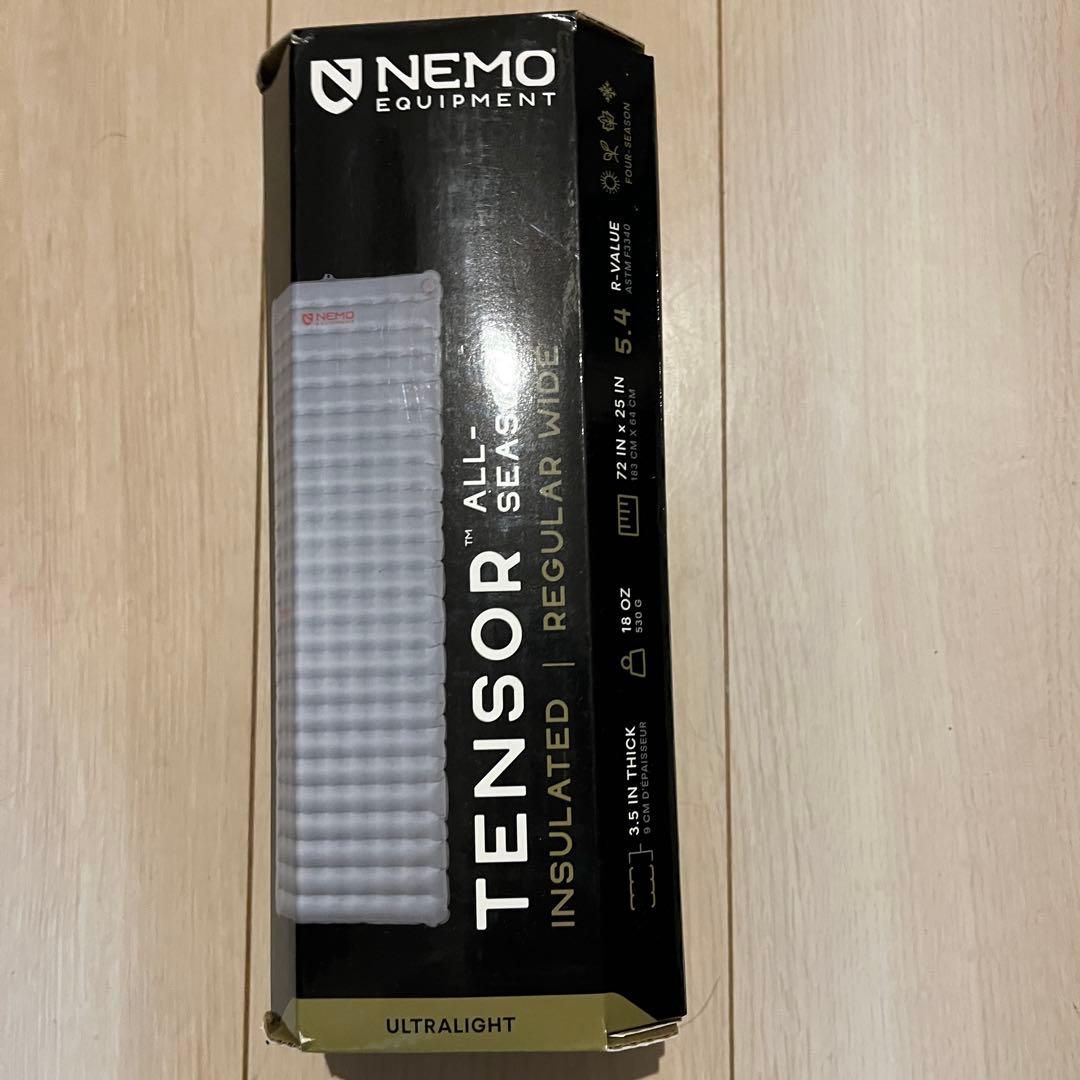 NEMO
EQUIPMENT
NEMO
EQUIPMENT
TENSOR™ ALL-
SEASON
INSULATED | REGULAR WIDE
3.5 IN THICK
9 CM D'ÉPAISSEUR
18 OZ
530 G
72 IN x 25 IN
183 CM X 64 CM
5.4
R-VALUE
ASTM F3340
FOUR-SEASON
ULTRALIGHT